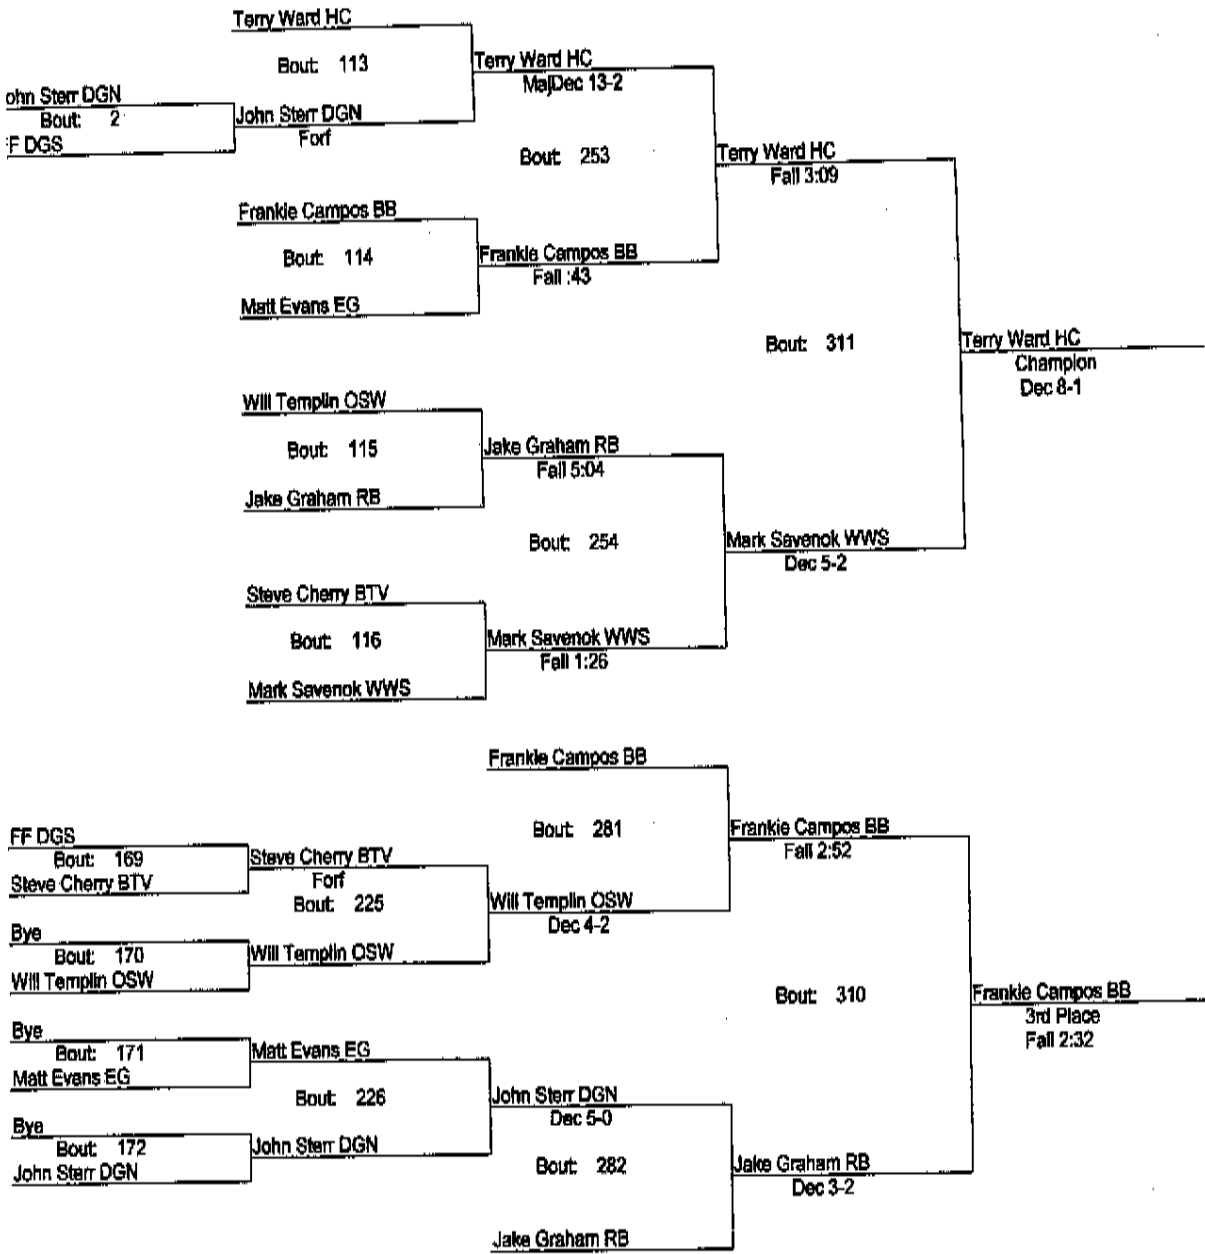 Terry Ward HC
Bout: 113
Terry Ward HC
MajDec 13-2
ohn Sterr DGN
Bout: 2
FF DGS
John Sterr DGN
Forf
Bout: 253
Terry Ward HC
Fall 3:09
Frankie Campos BB
Bout: 114
Frankie Campos BB
Fall :43
Matt Evans EG
Bout: 311
Terry Ward HC
Champion
Dec 8-1
Will Templin OSW
Bout: 115
Jake Graham RB
Fall 5:04
Jake Graham RB
Bout: 254
Mark Savenok WWS
Dec 5-2
Steve Cherry BTV
Bout: 116
Mark Savenok WWS
Fall 1:26
Mark Savenok WWS
Frankie Campos BB
Bout: 281
Frankie Campos BB
Fall 2:52
FF DGS
Bout: 169
Steve Cherry BTV
Steve Cherry BTV
Forf
Bout: 225
Will Templin OSW
Dec 4-2
Bye
Bout: 170
Will Templin OSW
Will Templin OSW
Bout: 310
Frankie Campos BB
3rd Place
Fall 2:32
Bye
Bout: 171
Matt Evans EG
Matt Evans EG
Bout: 226
John Sterr DGN
Dec 5-0
Bye
Bout: 172
John Sterr DGN
John Sterr DGN
Bout: 282
Jake Graham RB
Dec 3-2
Jake Graham RB